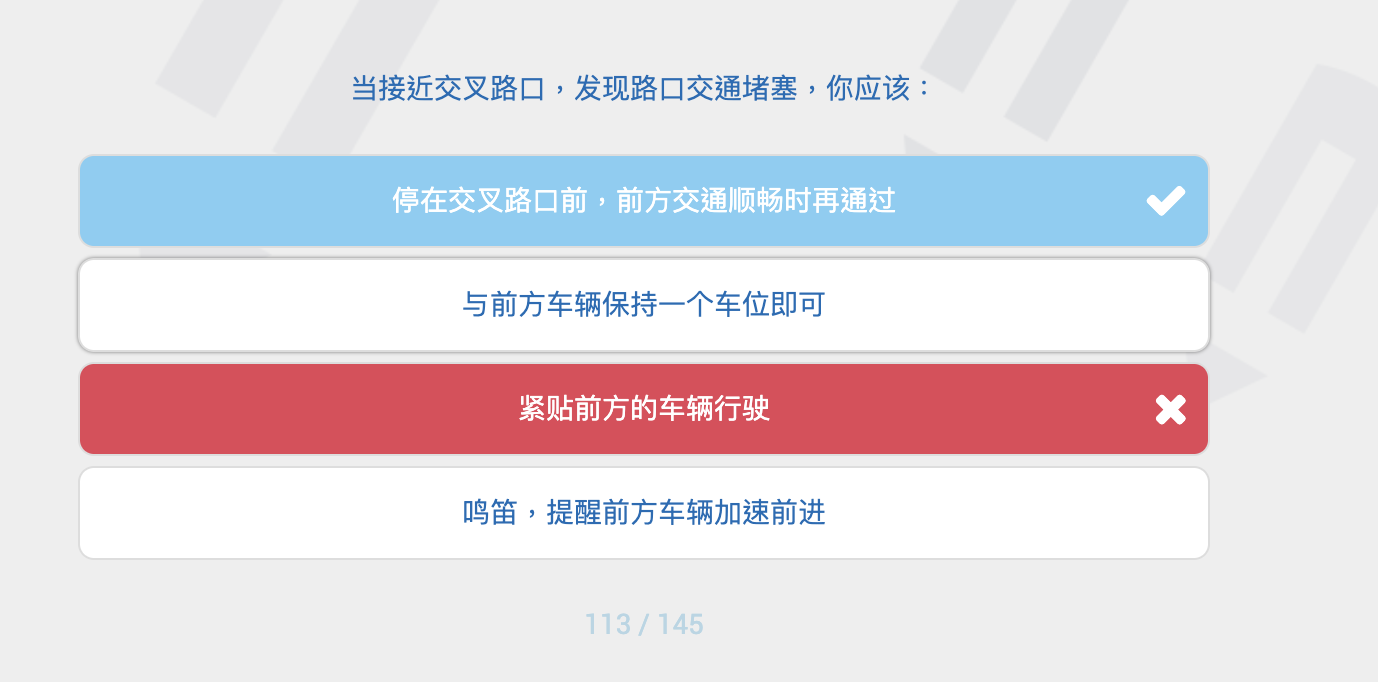 当接近交叉路口，发现路口交通堵塞，你应该：
停在交叉路口前，前方交通顺畅时再通过
与前方车辆保持一个车位即可
紧贴前方的车辆行驶
鸣笛，提醒前方车辆加速前进
113 / 145